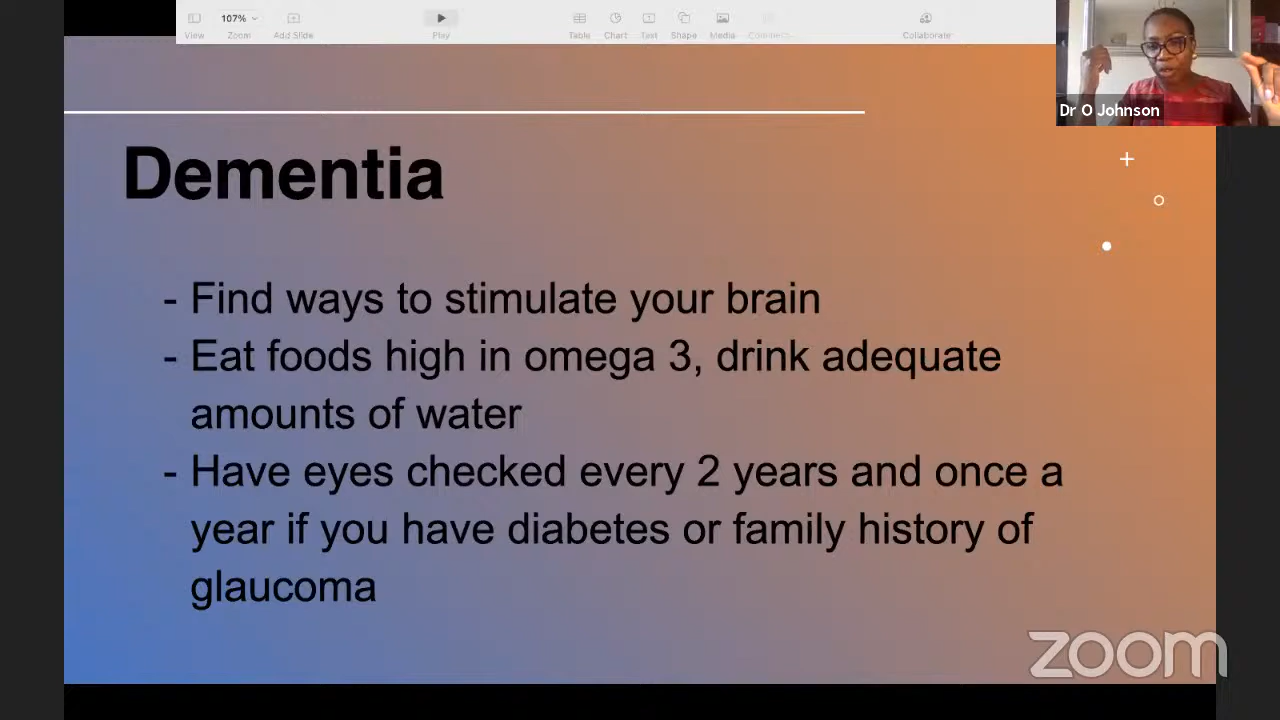 107%
View
Zoom
Add Slide
Play
Table
Chart
Text
Shape
Media
Comment
Collaborate
Dr O Johnson
Dementia
- Find ways to stimulate your brain
- Eat foods high in omega 3, drink adequate
amounts of water
- Have eyes checked every 2 years and once a
year if you have diabetes or family history of
glaucoma
zoom